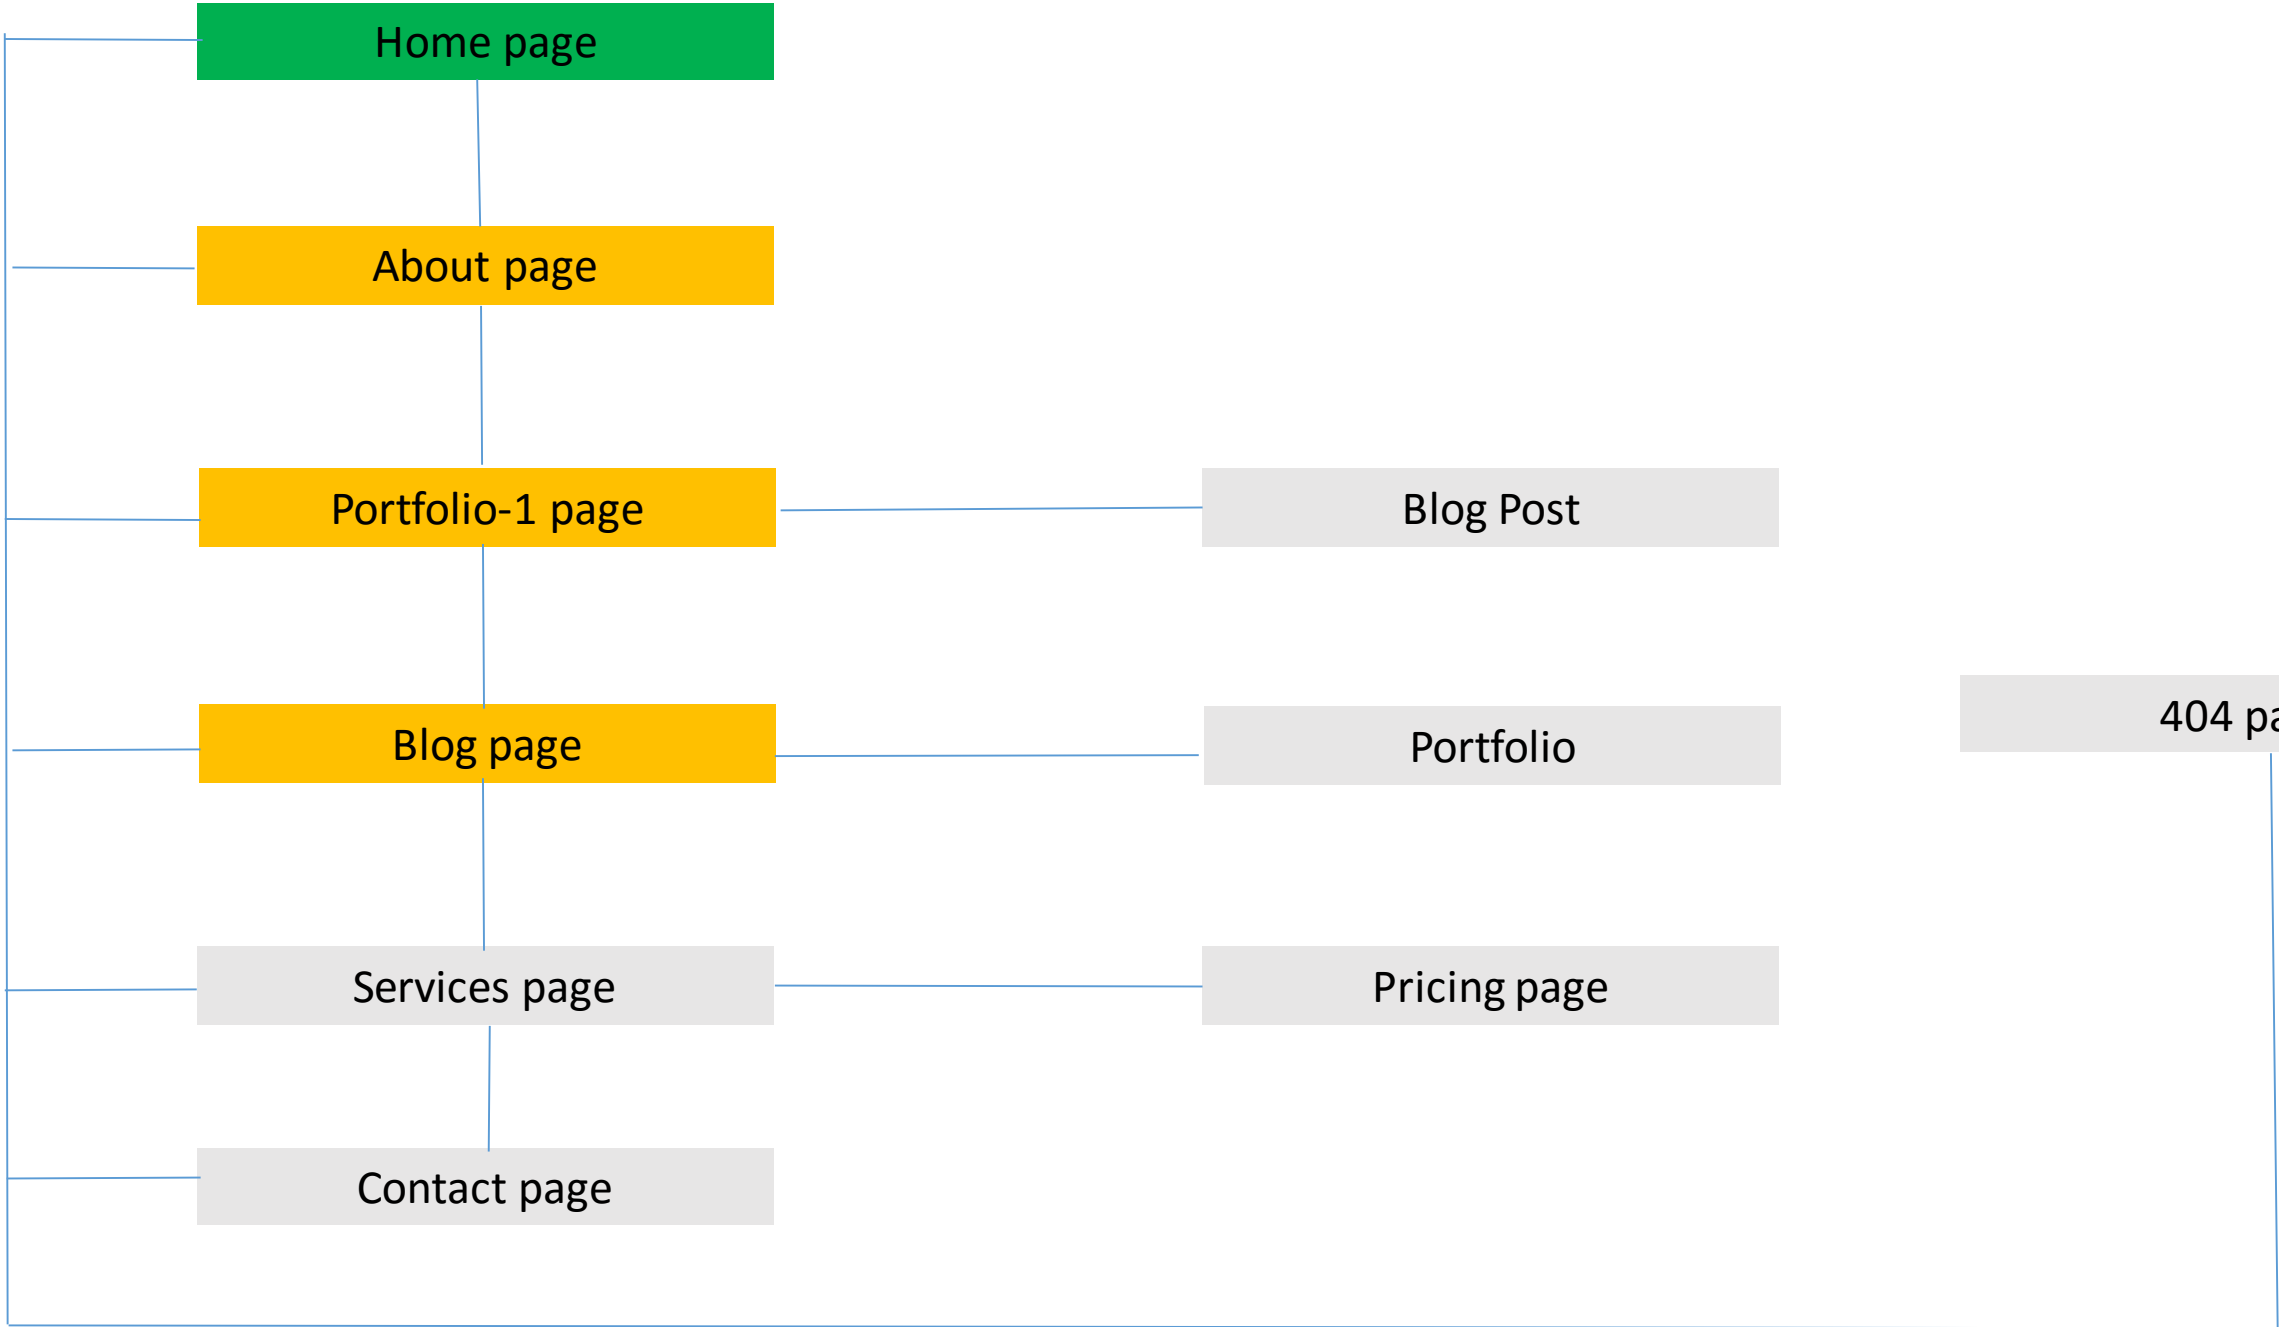 Home page
About page
Portfolio-1 page
Blog Post
Blog page
Portfolio
404
Services page
Pricing page
Contact page